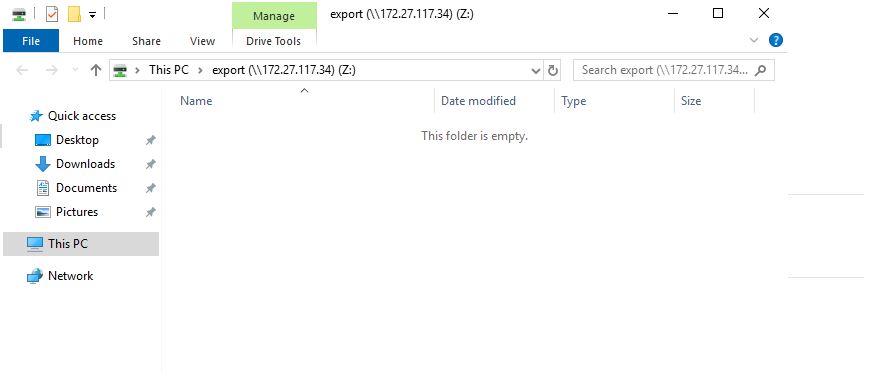 Manage
export (\\172.27.117.34) (Z:)
File
Home
Share
View
Drive Tools
This PC
export (\\172.27.117.34) (Z:)
Search export (\\172.27.117.34...
Name
Date modified
Type
Size
Quick access
This folder is empty.
Desktop
Downloads
Documents
Pictures
This PC
Network